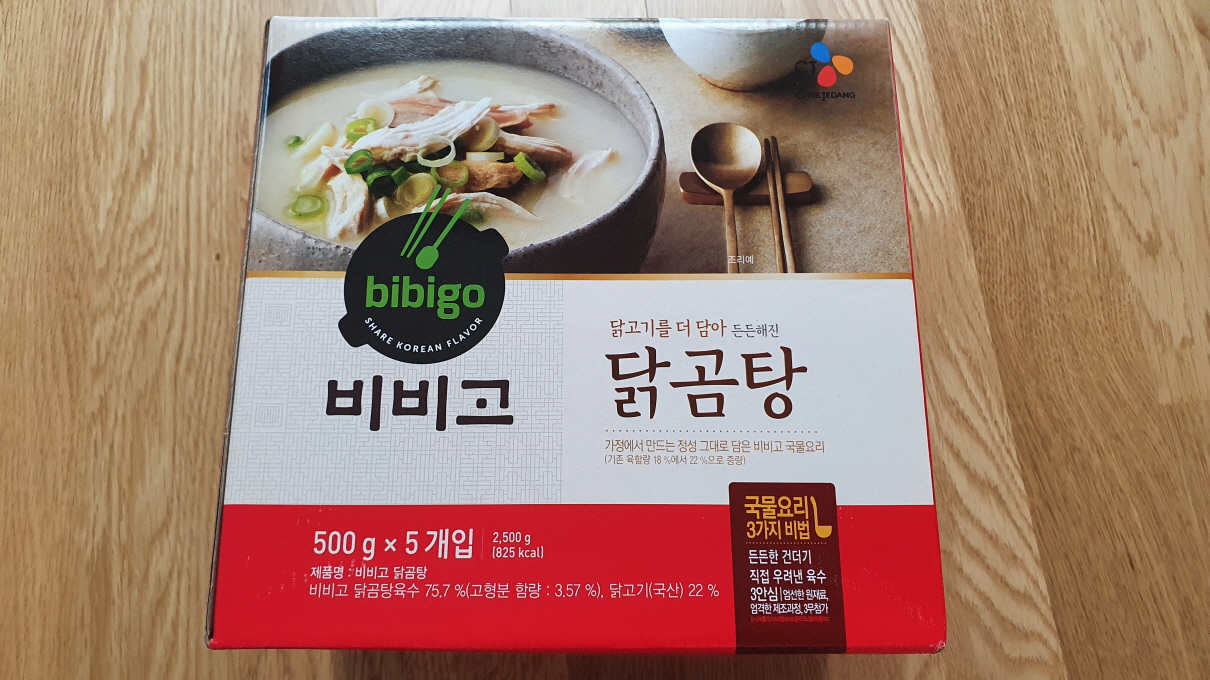 CJ
CHEILJEDANG
조리예
bibigo
SHARE KOREAN FLAVOR
비비고
닭고기를 더 담아 든든해진
닭곰탕
가정에서 만드는 정성 그대로 담은 비비고 국물요리
(기존 육함량 18 %에서 22 %으로 증량)
500 g × 5 개입
2,500 g
(825 kcal)
제품명 : 비비고 닭곰탕
비비고 닭곰탕육수 75.7 %(고형분 함량 : 3.57 %), 닭고기(국산) 22 %
국물요리
3가지 비법
든든한 건더기
직접 우려낸 육수
3안심 | 엄선한 원재료,
엄격한 제조과정, 3무첨가